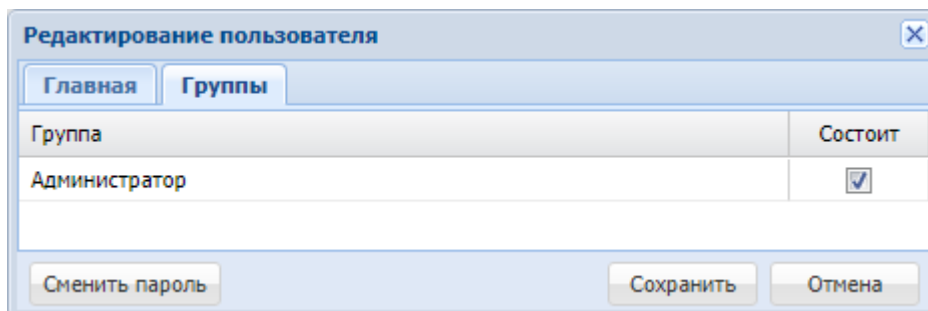 Редактирование пользователя
Главная Группы
Группа Состоит
Администратор
Сменить пароль Сохранить Отмена